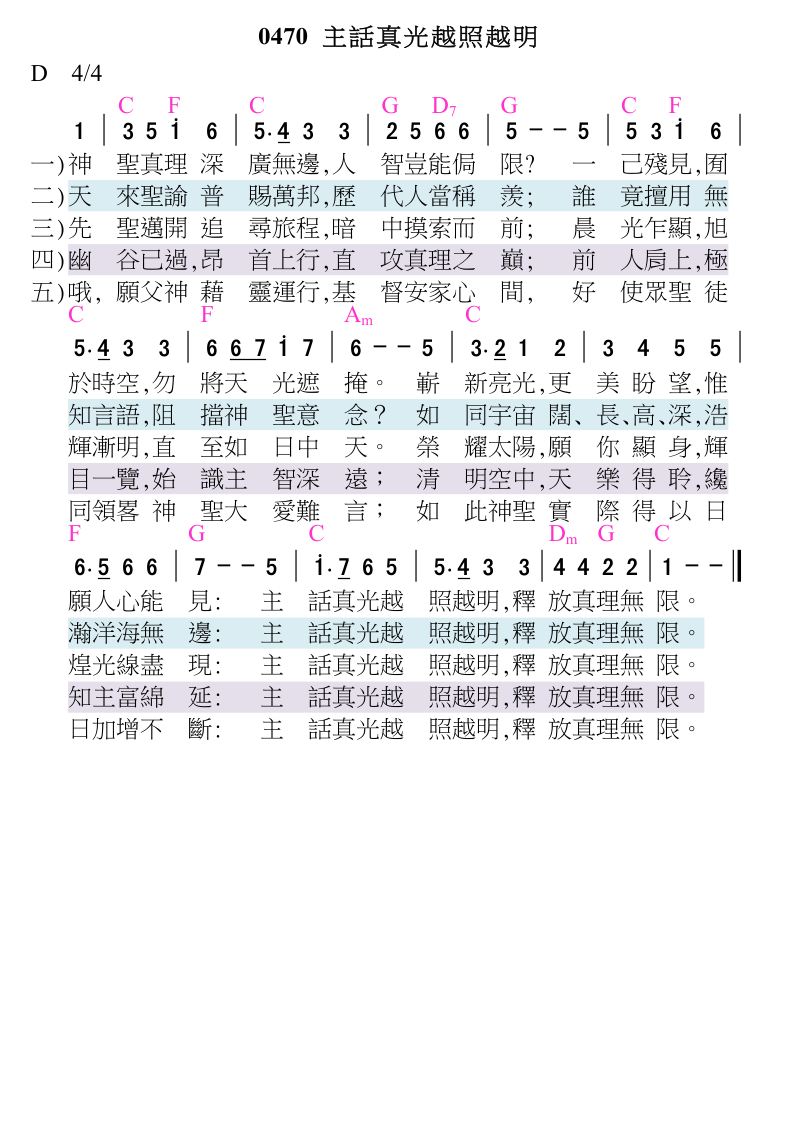 0470 主話真光越照越明
D 4/4
C F C G D7 G C F
1 | 3 5 i 6 | 5. 4 3 3 | 2 5 6 6 | 5 － － 5 | 5 3 i 6 |
一)神 聖真理 深 廣無邊,人 智豈能侷 限? 一 己殘見,囿
二)天 來聖諭 普 賜萬邦,歷 代人當稱 羨; 誰 竟擅用 無
三)先 聖邁開 追 尋旅程,暗 中摸索而 前; 晨 光乍顯,旭
四)幽 谷已過,昂 首上行,直 攻真理之 巔; 前 人肩上,極
五)哦, 願父神 藉 靈運行,基 督安家心 間, 好 使眾聖 徒
C F Am C
5. 4 3 3 | 6 6 7 i 7 | 6 － － 5 | 3. 2 1 2 | 3 4 5 5 |
於時空,勿 將天 光遮 掩。 嶄 新亮光,更 美 盼 望,惟
知言語,阻 擋神 聖意 念? 如 同宇宙 闊、長、高、深,浩
輝漸明,直 至如 日中 天。 榮 耀太陽,願 你 顯 身,輝
目一覽,始 識主 智深 遠; 清 明空中,天 樂 得 聆,纔
同領畧 神 聖大 愛難 言; 如 此神聖 實 際 得 以 日
F G C Dm G C
6. 5 6 6 | 7 － － 5 | i. 7 6 5 | 5. 4 3 3 | 4 4 2 2 | 1 － － ||
願人心能 見: 主 話真光越 照越明,釋 放真理無 限。
瀚洋海無 邊: 主 話真光越 照越明,釋 放真理無 限。
煌光線盡 現: 主 話真光越 照越明,釋 放真理無 限。
知主富綿 延: 主 話真光越 照越明,釋 放真理無 限。
日加增不 斷: 主 話真光越 照越明,釋 放真理無 限。